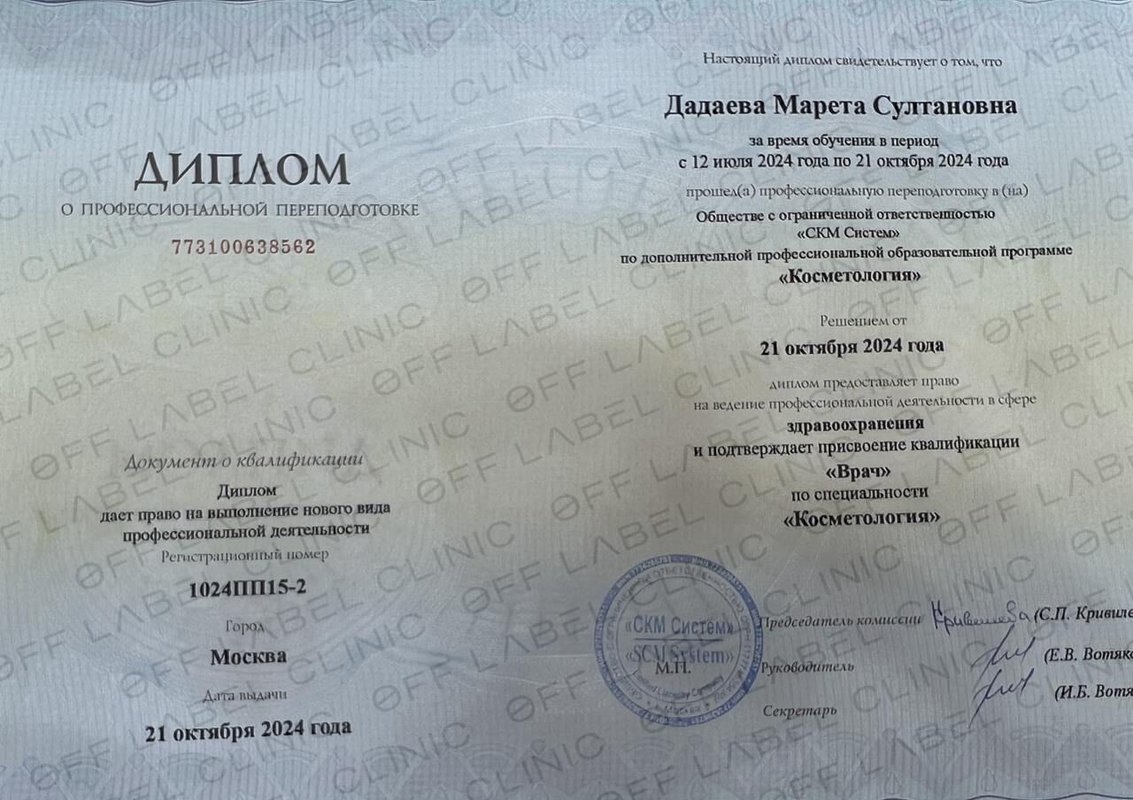 ДИПЛОМ
О ПРОФЕССИОНАЛЬНОЙ ПЕРЕПОДГОТОВКЕ
773100638562
Документ о квалификации
Диплом
дает право на выполнение нового вида
профессиональной деятельности
Регистрационный номер
1024ПП15-2
Город
Москва
Дата выдачи
21 октября 2024 года
Настоящий диплом свидетельствует о том, что
Дадаева Марета Султановна
за время обучения в период
с 12 июля 2024 года по 21 октября 2024 года
прошел(а) профессиональную переподготовку в (на)
Обществе с ограниченной ответственностью
«СКМ Систем»
по дополнительной профессиональной образовательной программе
«Косметология»
Решением от
21 октября 2024 года
диплом предоставляет право
на ведение профессиональной деятельности в сфере
здравоохранения
и подтверждает присвоение квалификации
«Врач»
по специальности
«Косметология»
«СКМ Систем»
«SCM System»
М.П.
Председатель комиссии (С.П.
Руководитель (Е.В.
Секретарь (И.Б.
OFF LABEL CLINIC